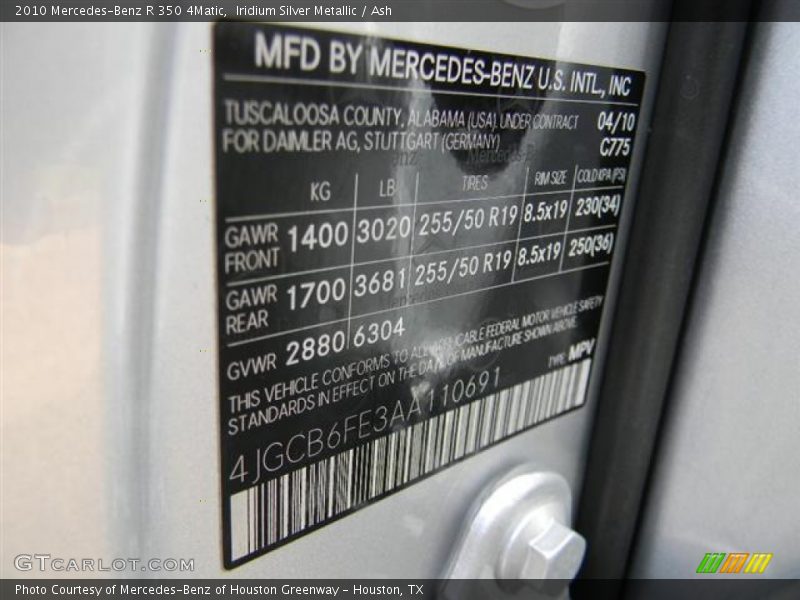 2010 Mercedes-Benz R 350 4Matic,  Iridium Silver Metallic / Ash
MFD BY MERCEDES-BENZ U.S. INTL., INC
TUSCALOOSA COUNTY, ALABAMA (USA), UNDER CONTRACT 04/10
FOR DAIMLER AG, STUTTGART (GERMANY) C775
KG LB TIRES RIM SIZE COLD KPA (PSI)
GAWR FRONT 1400 3020 255/50 R19 8.5x19 230(34)
GAWR REAR 1700 3681 255/50 R19 8.5x19 250(36)
GVWR 2880 6304
THIS VEHICLE CONFORMS TO ALL APPLICABLE FEDERAL MOTOR VEHICLE SAFETY
STANDARDS IN EFFECT ON THE DATE OF MANUFACTURE SHOWN ABOVE.
TYPE: MPV
4JGCB6FE3AA110691
GTCARLOT.COM
Photo Courtesy of Mercedes-Benz of Houston Greenway - Houston, TX